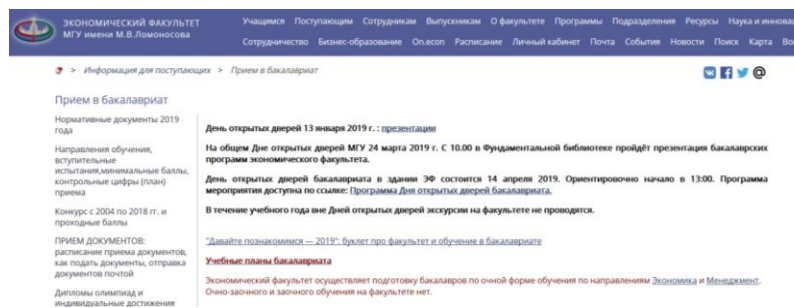 ЭКОНОМИЧЕСКИЙ ФАКУЛЬТЕТ
МГУ имени М.В.Ломоносова
Учащимся Поступающим Сотрудникам Выпускникам О факультете Программы Подразделения Ресурсы Наука и иннова
Сотрудничество Бизнес-образование On.econ Расписание Личный кабинет Почта События Новости Поиск Карта Во
> Информация для поступающих > Прием в бакалавриат
Прием в бакалавриат
Нормативные документы 2019
года
Направления обучения,
вступительные
испытания,минимальные баллы,
контрольные цифры (план)
приема
Конкурс с 2004 по 2018 гг. и
проходные баллы
ПРИЕМ ДОКУМЕНТОВ:
расписание приема документов,
как подать документы, отправка
документов почтой
Дипломы олимпиад и
индивидуальные достижения
День открытых дверей 13 января 2019 г. : презентации
На общем Дне открытых дверей МГУ 24 марта 2019 г. С 10.00 в Фундаментальной библиотеке пройдёт презентация бакалаврских
программ экономического факультета.
День открытых дверей бакалавриата в здании ЭФ состоится 14 апреля 2019. Ориентировочно начало в 13:00. Программа
мероприятия доступна по ссылке: Программа Дня открытых дверей бакалавриата.
В течение учебного года вне Дней открытых дверей экскурсии на факультете не проводятся.
"Давайте познакомимся — 2019": буклет про факультет и обучение в бакалавриате
Учебные планы бакалавриата
Экономический факультет осуществляет подготовку бакалавров по очной форме обучения по направлениям Экономика и Менеджмент.
Очно-заочного и заочного обучения на факультете нет.